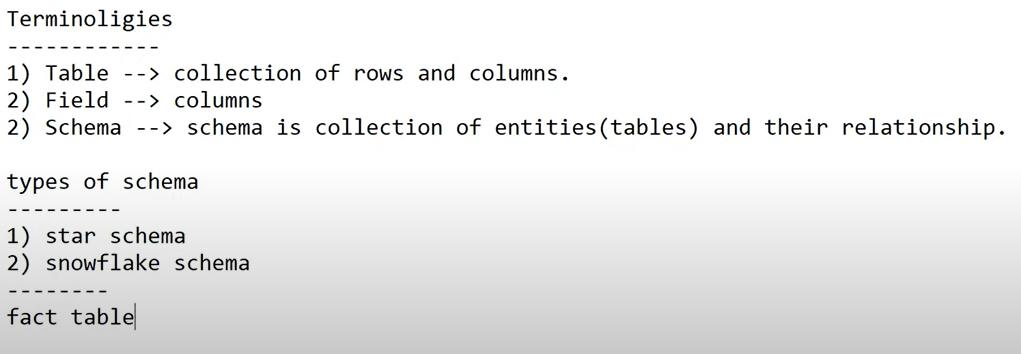 Terminoligies
------------
1) Table --> collection of rows and columns.
2) Field --> columns
2) Schema --> schema is collection of entities(tables) and their relationship.
types of schema
---------
1) star schema
2) snowflake schema
--------
fact table